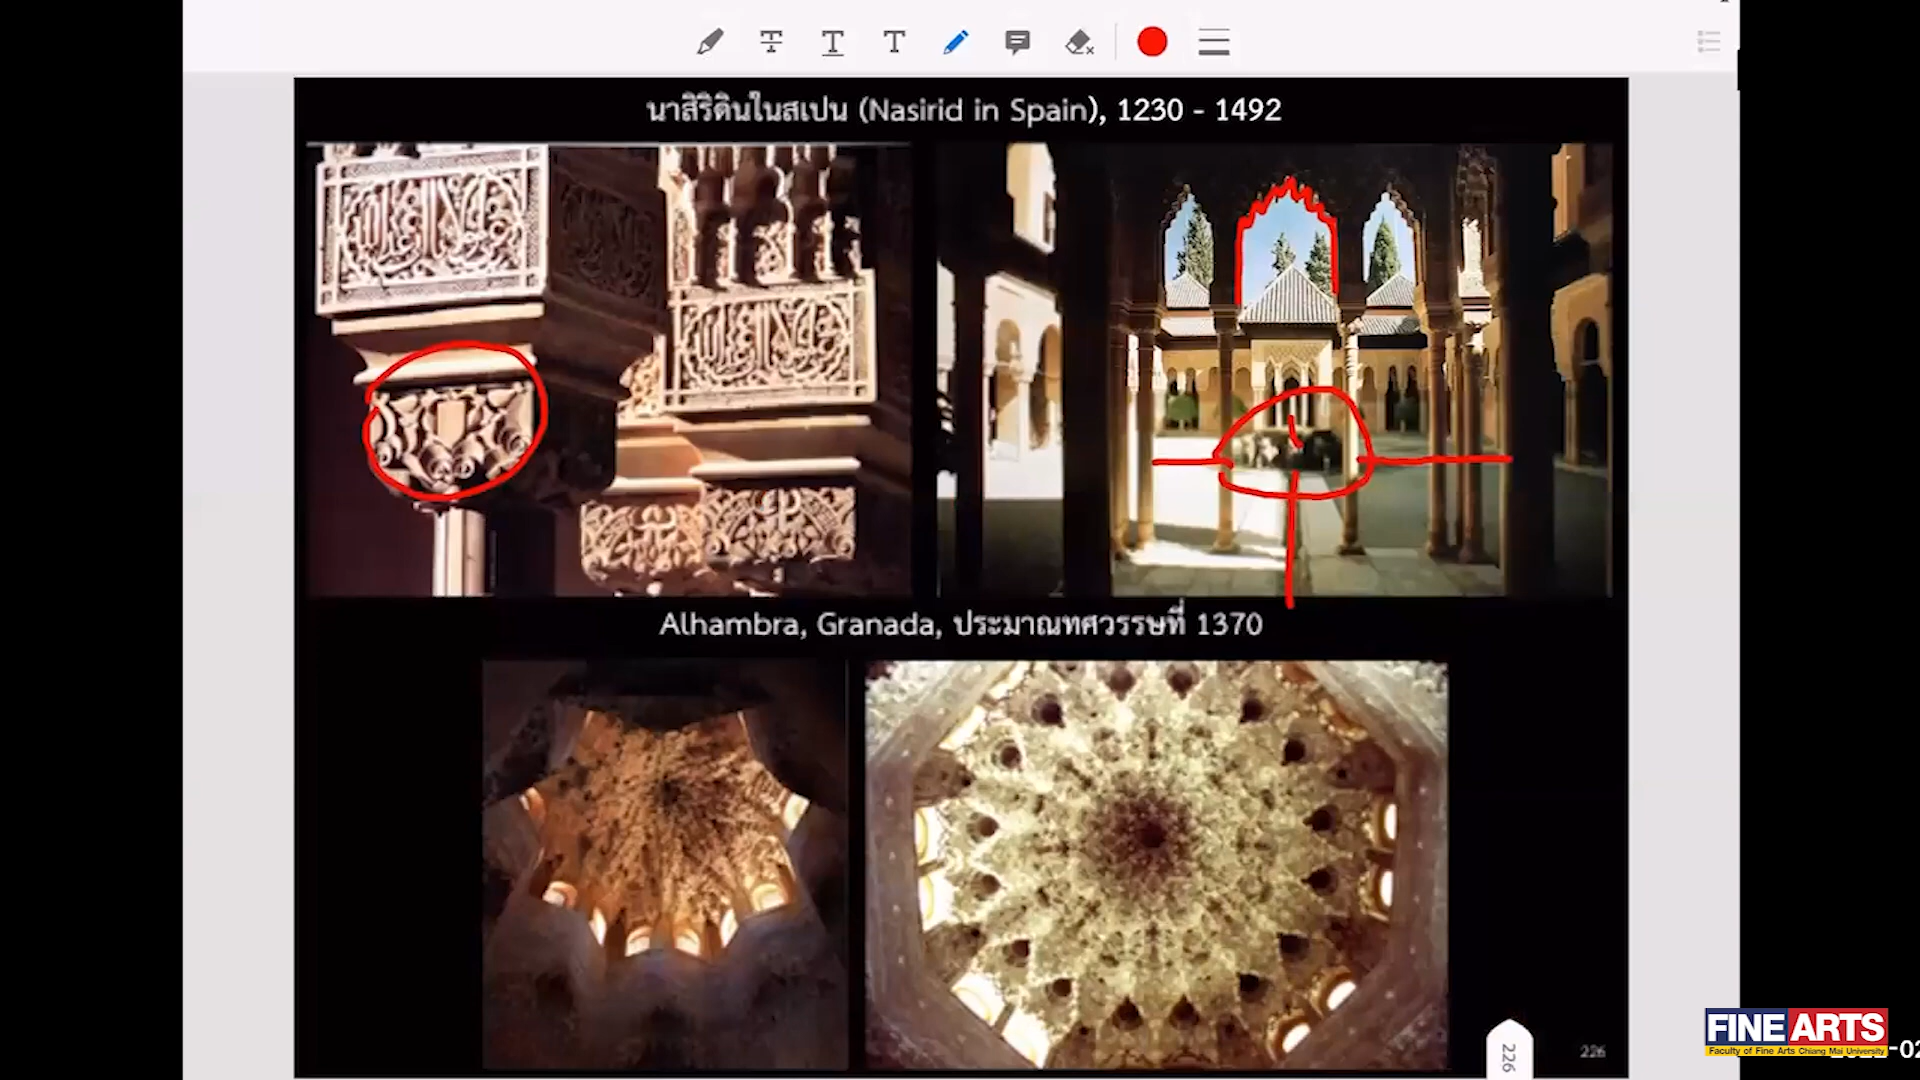 นาสิริดินในสเปน (Nasirid in Spain), 1230 - 1492
Alhambra, Granada, ประมาณทศวรรษที่ 1370
226
226
FINE ARTS
Faculty of Fine Arts Chiang Mai University